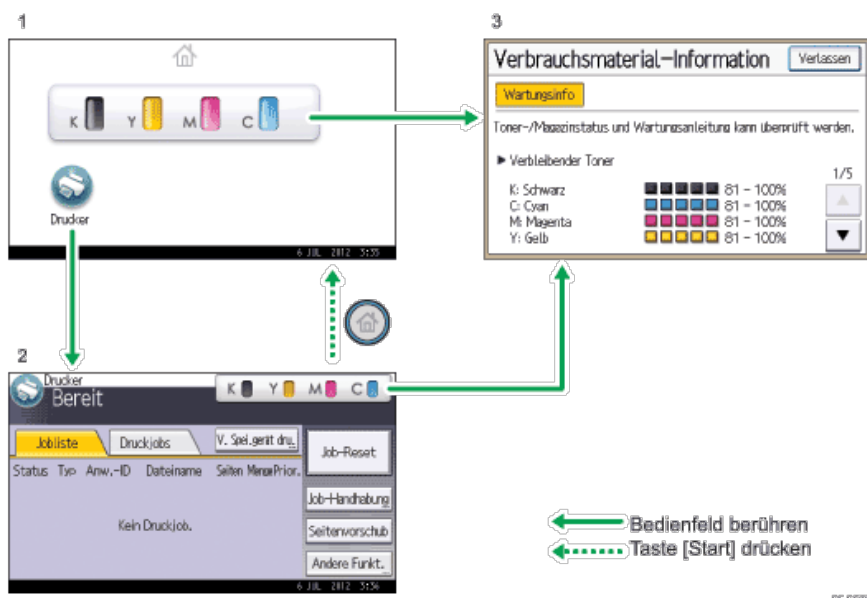 1
K Y M C
Drucker
6 JUL 2012 3:35
3
Verbrauchsmaterial-Information Verlassen
Wartungsinfo
Toner-/Magazinstatus und Wartungsanleitung kann überprüft werden.
▶ Verbleibender Toner
1/5
K: Schwarz 81 - 100%
C: Cyan 81 - 100%
M: Magenta 81 - 100%
Y: Gelb 81 - 100%
2
Drucker
Bereit
K Y M C
Jobliste Druckjobs V. Spei.gerät dru.
Job-Reset
Status Typ Anw.-ID Dateiname Seiten Menge Prior.
Job-Handhabung
Kein Druckjob.
Seitenvorschub
Andere Funkt.
6 JUL 2012 3:36
Bedienfeld berühren
Taste [Start] drücken